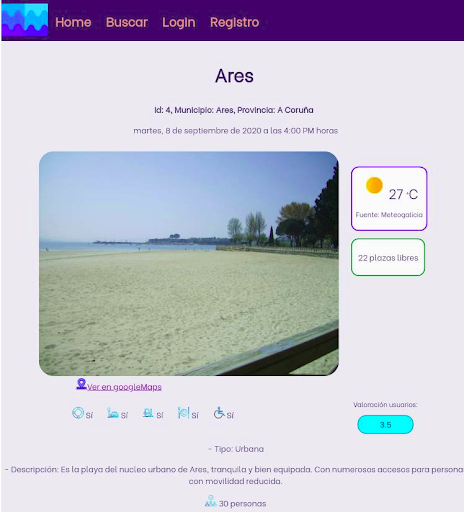 Home Buscar Login Registro
Ares
Id: 4, Municipio: Ares, Provincia: A Coruña
martes, 8 de septiembre de 2020 a las 4:00 PM horas
27 °C
Fuente: Meteogalicia
22 plazas libres
Ver en googleMaps
Sí Sí Sí Sí Sí
Valoración usuarios:
3.5
- Tipo: Urbana
- Descripción: Es la playa del nucleo urbano de Ares, tranquila y bien equipada. Con numerosos accesos para persona
con movilidad reducida.
30 personas